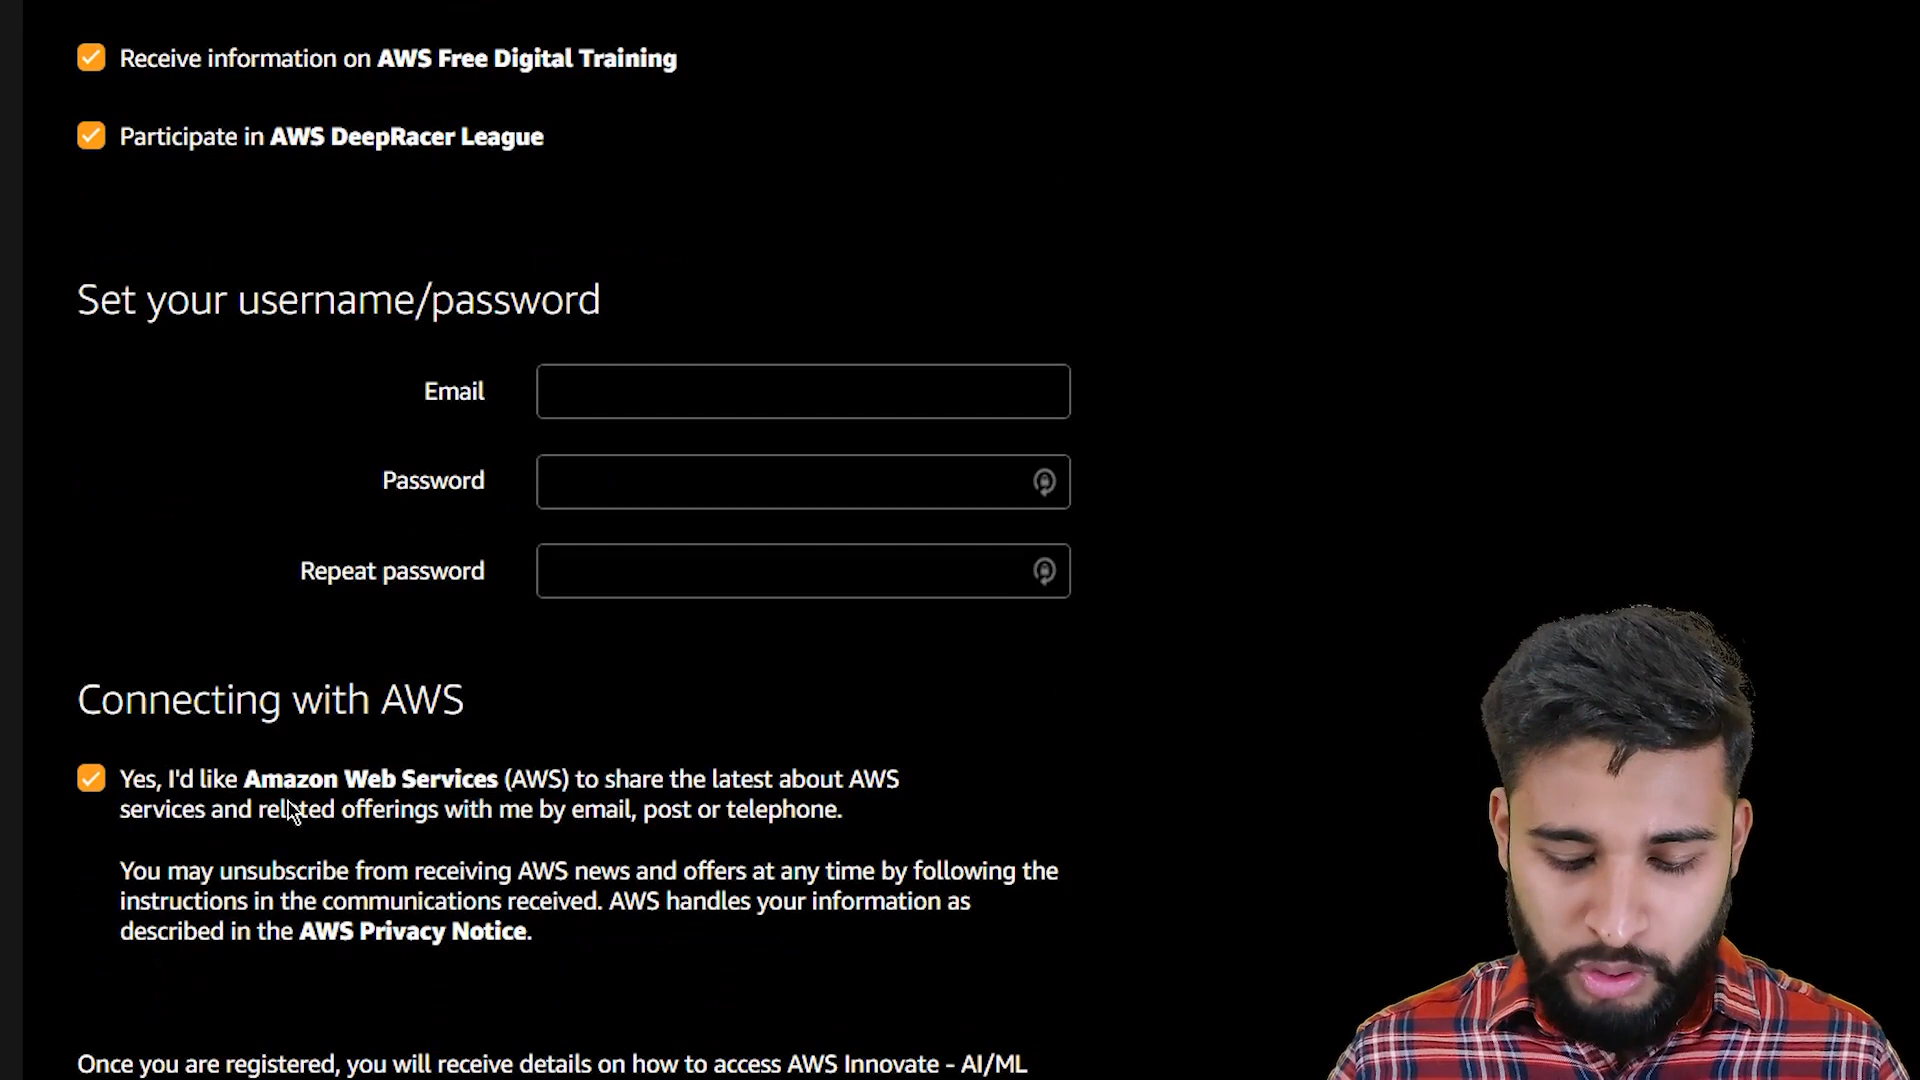 Receive information on AWS Free Digital Training
Participate in AWS DeepRacer League
Set your username/password
Email
Password
Repeat password
Connecting with AWS
Yes, I'd like Amazon Web Services (AWS) to share the latest about AWS
services and related offerings with me by email, post or telephone.
You may unsubscribe from receiving AWS news and offers at any time by following the
instructions in the communications received. AWS handles your information as
described in the AWS Privacy Notice.
Once you are registered, you will receive details on how to access AWS Innovate - AI/ML